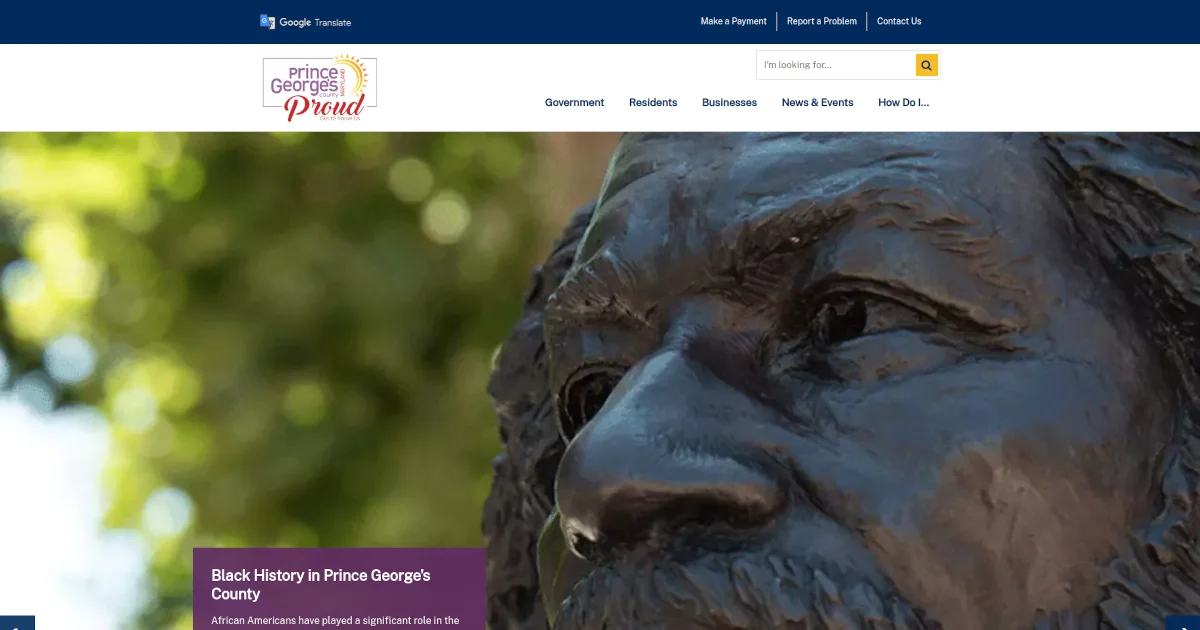 Google Translate
Make a Payment
Report a Problem
Contact Us
Prince
George's
county
MARYLAND
Proud
Get to Know Us
I'm looking for...
Government
Residents
Businesses
News & Events
How Do I...
Black History in Prince George's
County
African Americans have played a significant role in the